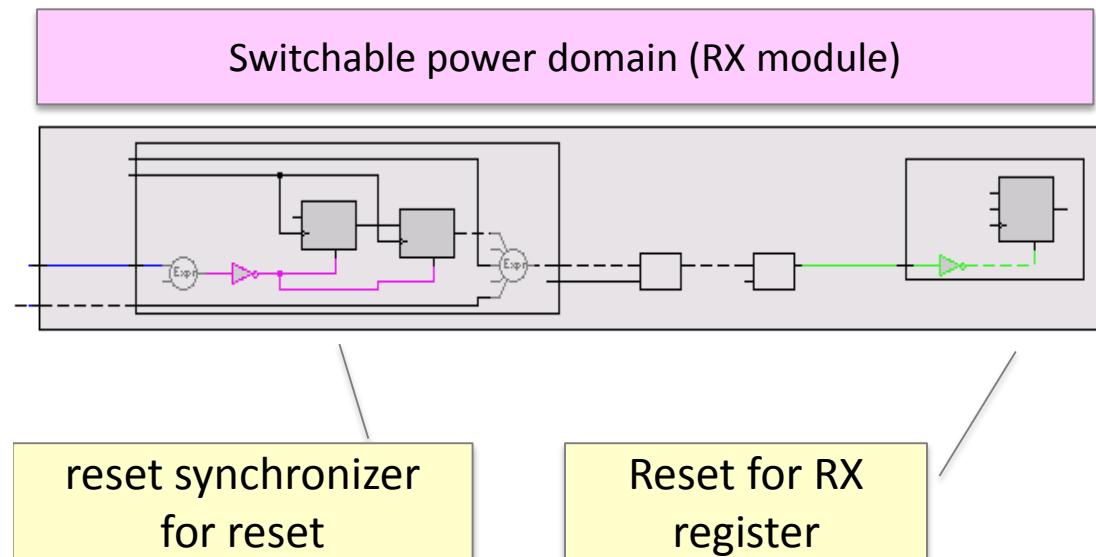 Switchable power domain (RX module)
Expr
Expr
reset synchronizer
for reset
Reset for RX
register